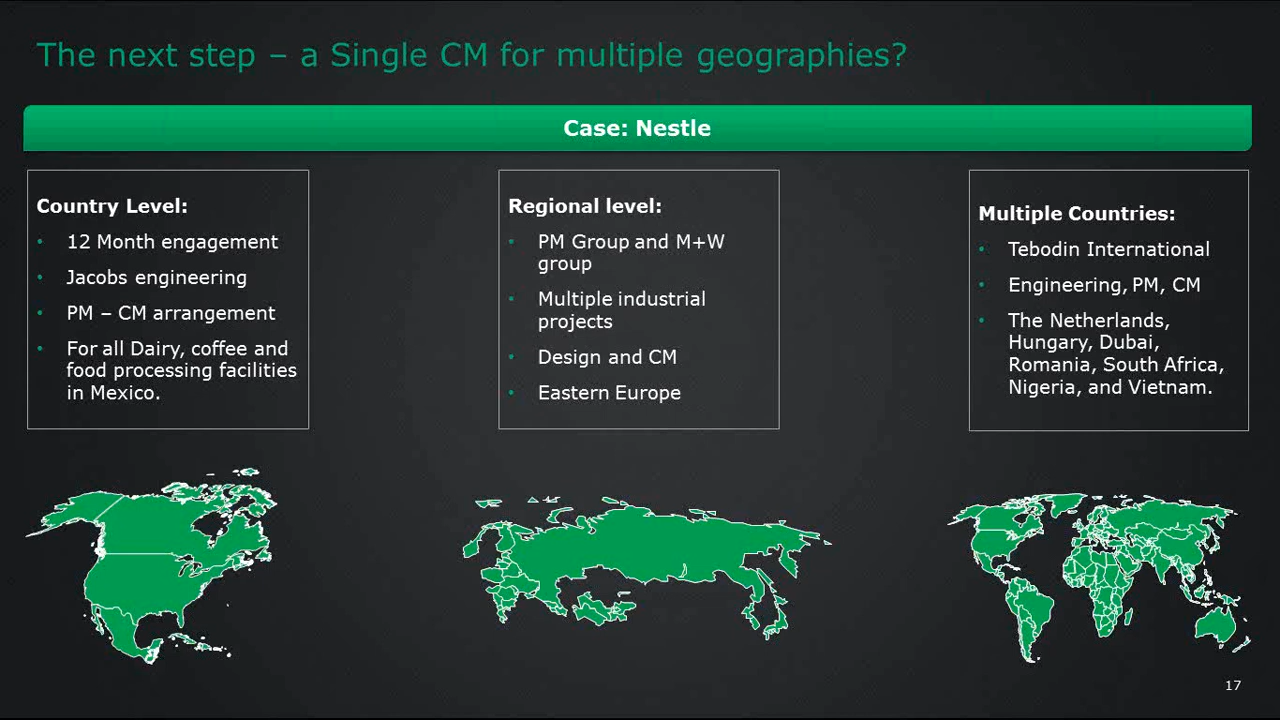 The next step – a Single CM for multiple geographies?
Case: Nestle
Country Level:
• 12 Month engagement
• Jacobs engineering
• PM – CM arrangement
• For all Dairy, coffee and
food processing facilities
in Mexico.
Regional level:
• PM Group and M+W
group
• Multiple industrial
projects
• Design and CM
• Eastern Europe
Multiple Countries:
• Tebodin International
• Engineering, PM, CM
• The Netherlands,
Hungary, Dubai,
Romania, South Africa,
Nigeria, and Vietnam.
17